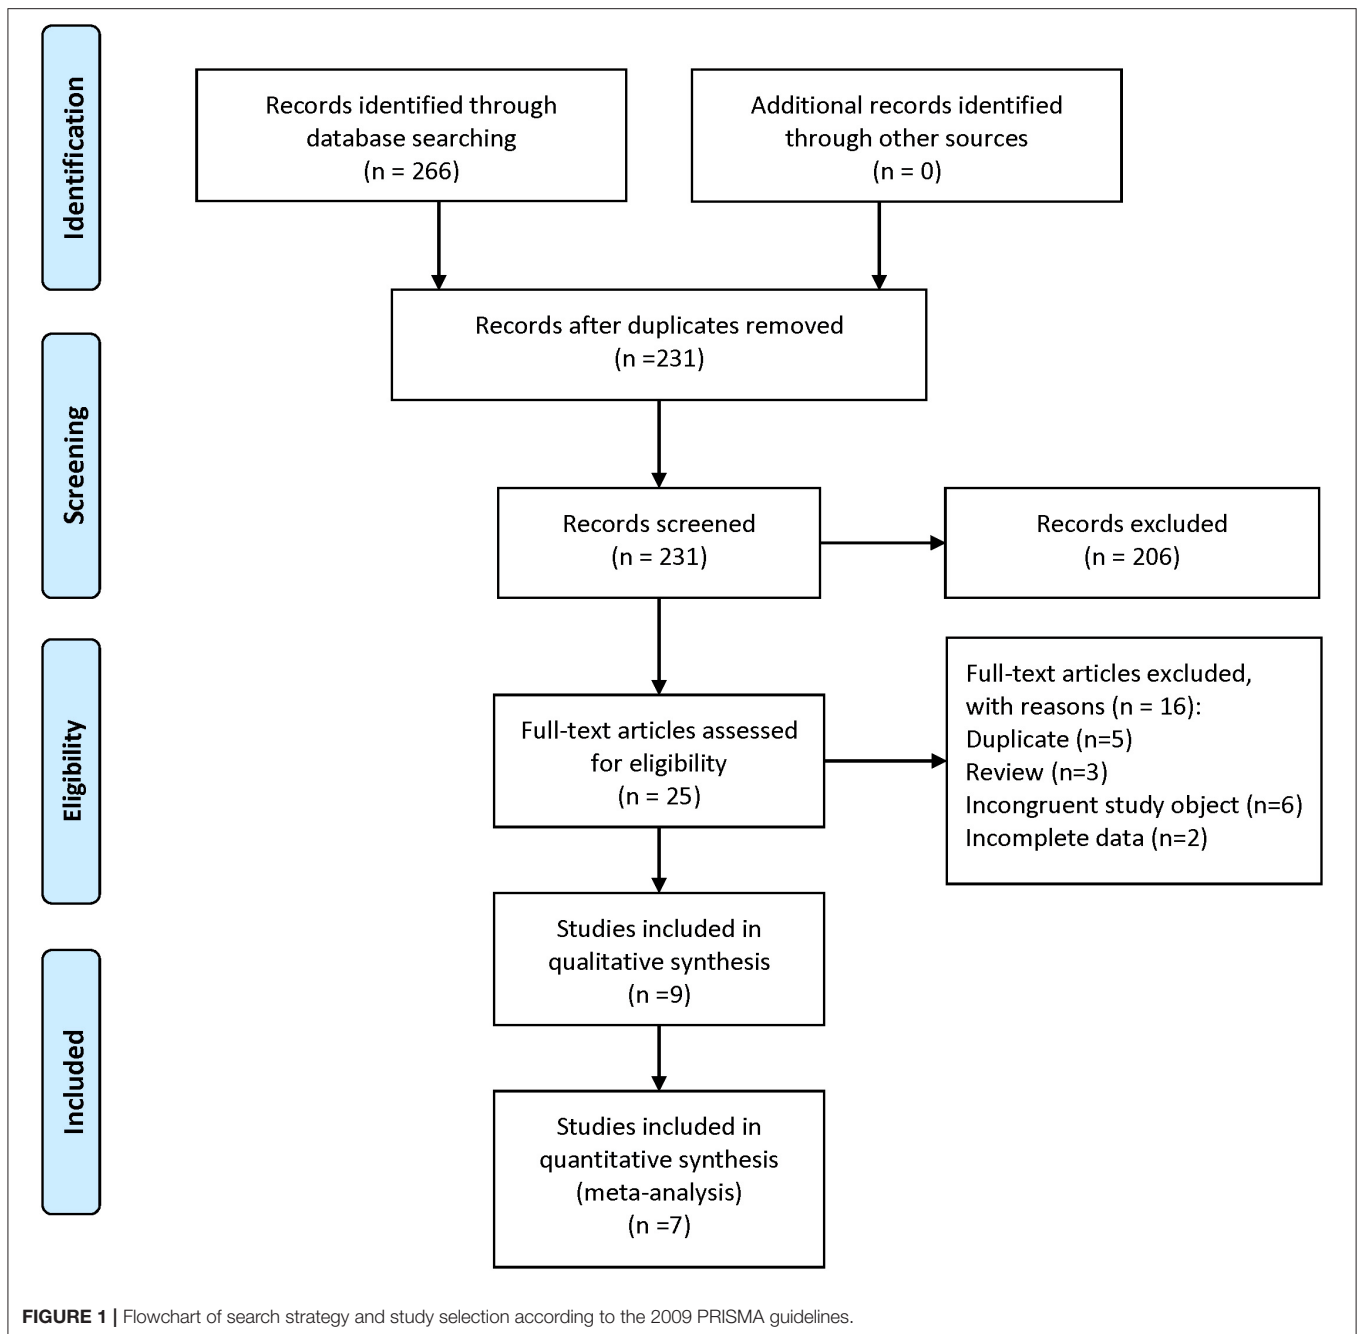 Identification
Records identified through
database searching
(n = 266)
Additional records identified
through other sources
(n = 0)
Records after duplicates removed
(n =231)
Screening
Records screened
(n = 231)
Records excluded
(n = 206)
Eligibility
Full-text articles assessed
for eligibility
(n = 25)
Full-text articles excluded,
with reasons (n = 16):
Duplicate (n=5)
Review (n=3)
Incongruent study object (n=6)
Incomplete data (n=2)
Studies included in
qualitative synthesis
(n =9)
Included
Studies included in
quantitative synthesis
(meta-analysis)
(n =7)
FIGURE 1 | Flowchart of search strategy and study selection according to the 2009 PRISMA guidelines.